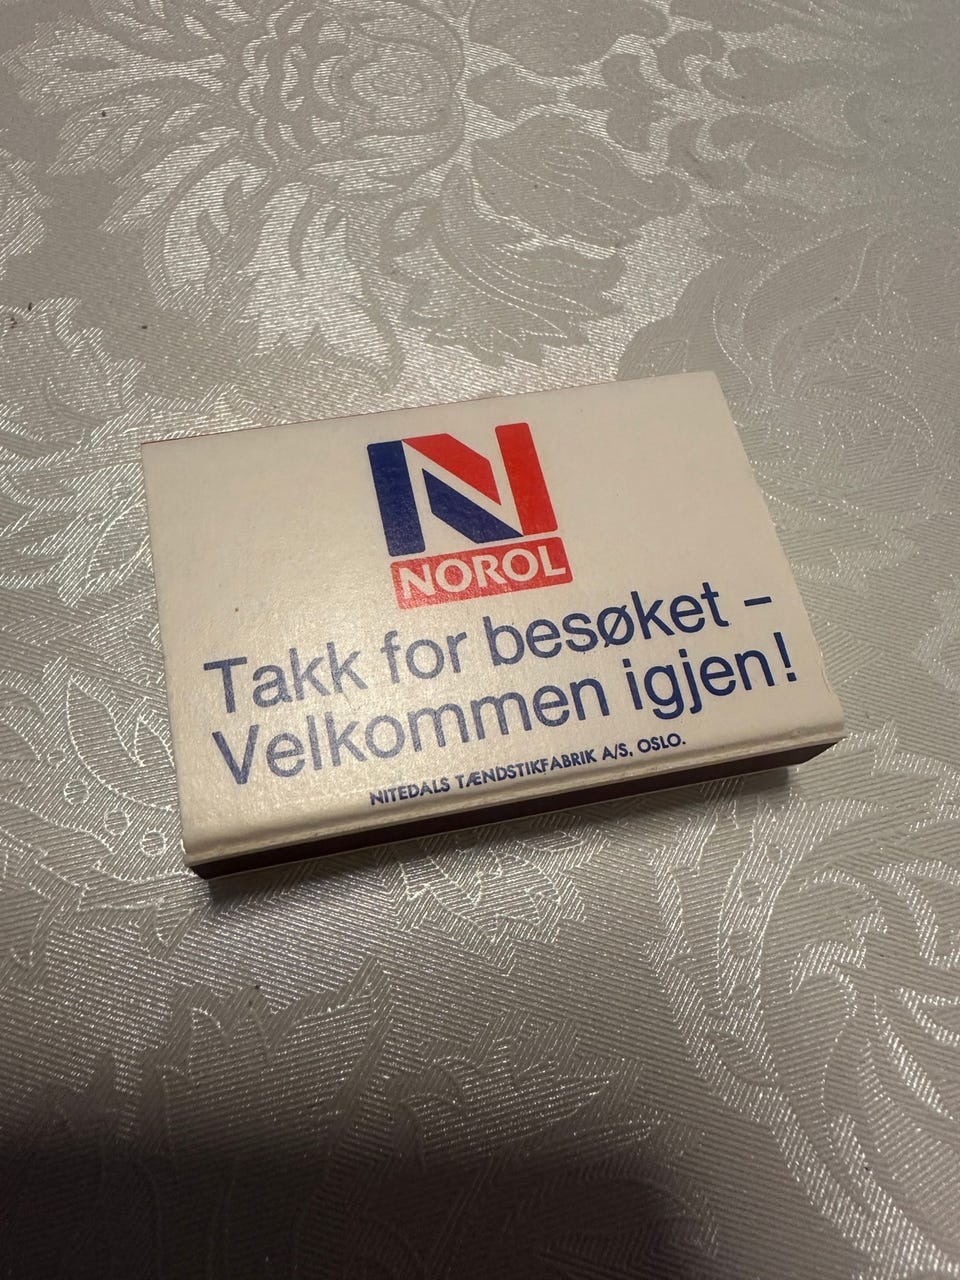 N
NOROL
Takk for besøket –
Velkommen igjen!
NITEDALS TÆNDSTIKFABRIK A/S, OSLO.